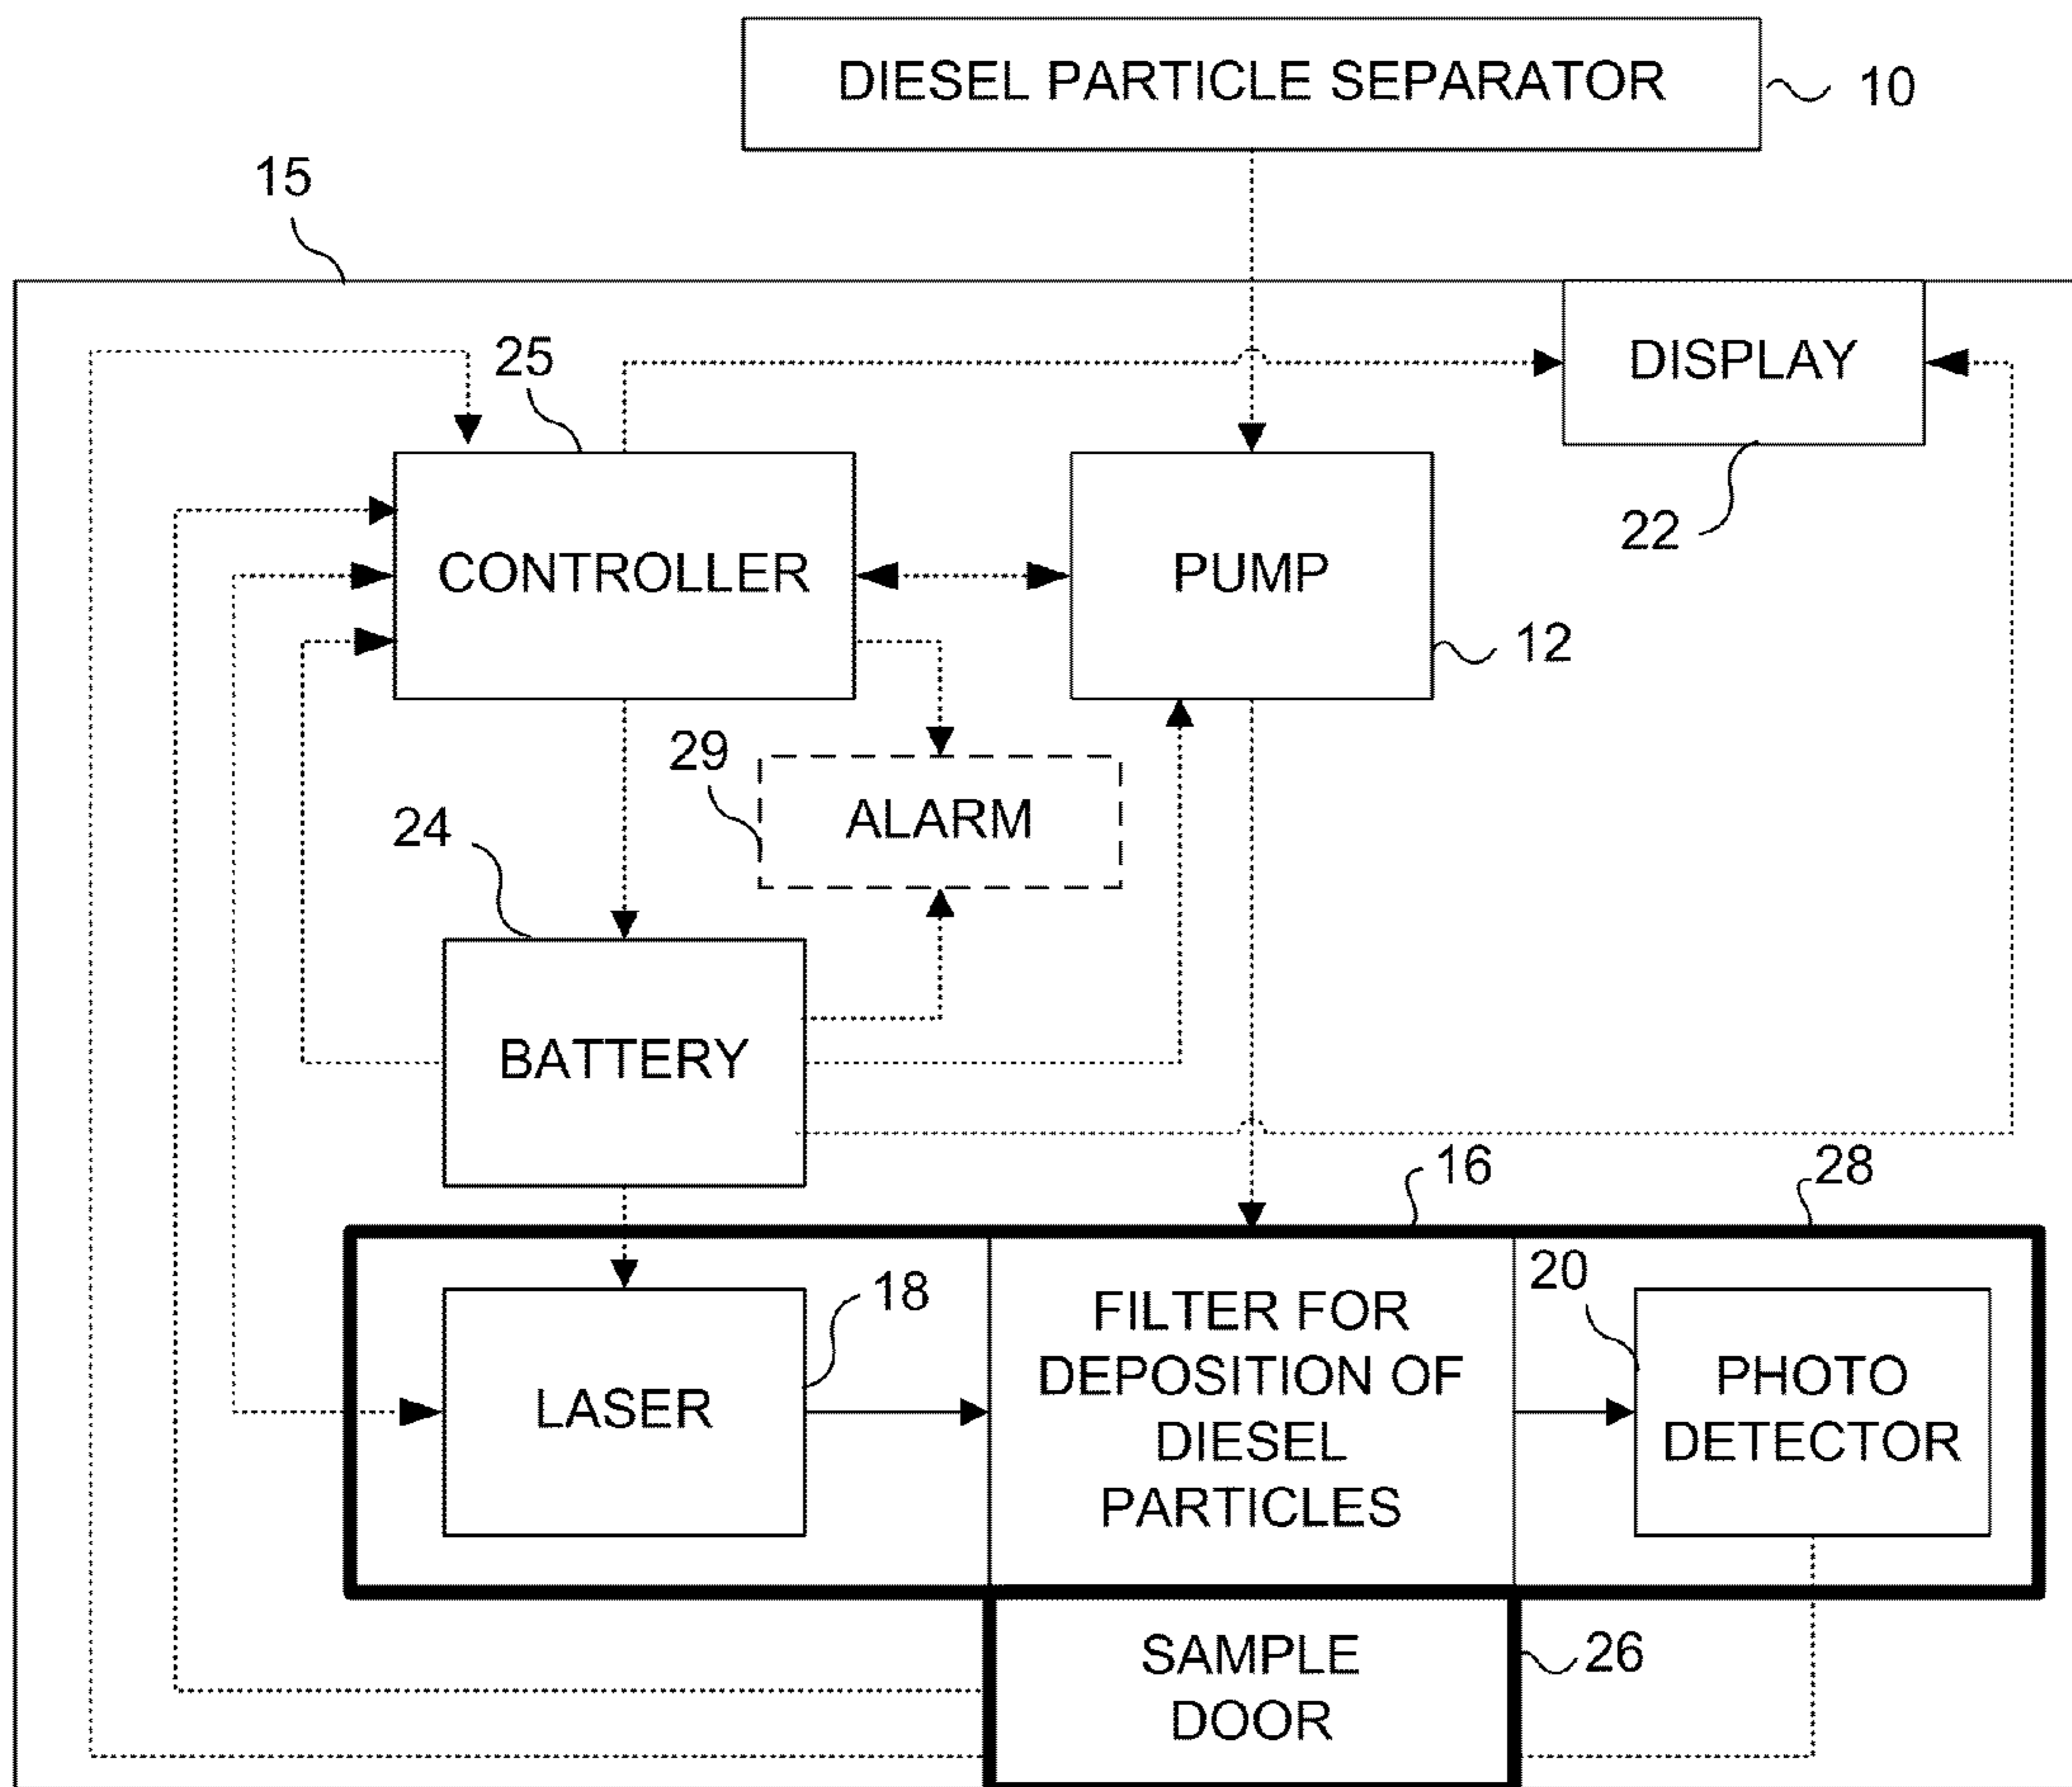 DIESEL PARTICLE SEPARATOR
10
15
25
DISPLAY
22
CONTROLLER
PUMP
12
29
ALARM
24
BATTERY
16
28
18
20
LASER
FILTER FOR
DEPOSITION OF
DIESEL
PARTICLES
PHOTO
DETECTOR
SAMPLE
DOOR
26